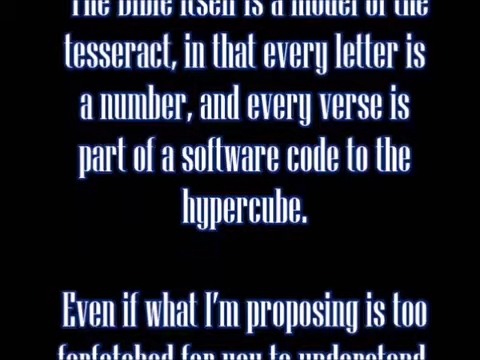 The Bible itself is a model of the
tesseract, in that every letter is
a number, and every verse is
part of a software code to the
hypercube.
Even if what I'm proposing is too
farfetched for you to understand,